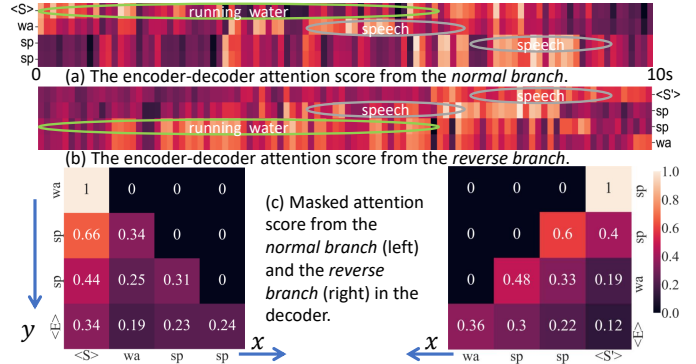 <S>
running water
wa
speech
sp
speech
sp
0
10s
(a) The encoder-decoder attention score from the normal branch.
speech
<S'>
speech
sp
running water
sp
wa
(b) The encoder-decoder attention score from the reverse branch.
wa
1 0 0 0
sp
0.66 0.34 0 0
sp
0.44 0.25 0.31 0
<E>
0.34 0.19 0.23 0.24
<S> wa sp sp
y
x
(c) Masked attention
score from the
normal branch (left)
and the reverse
branch (right) in the
decoder.
x
0 0 0 1
sp
0 0 0.6 0.4
sp
0 0.48 0.33 0.19
wa
0.36 0.3 0.22 0.12
<E>
wa sp sp <S'>
1.0
0.8
0.6
0.4
0.2
0.0